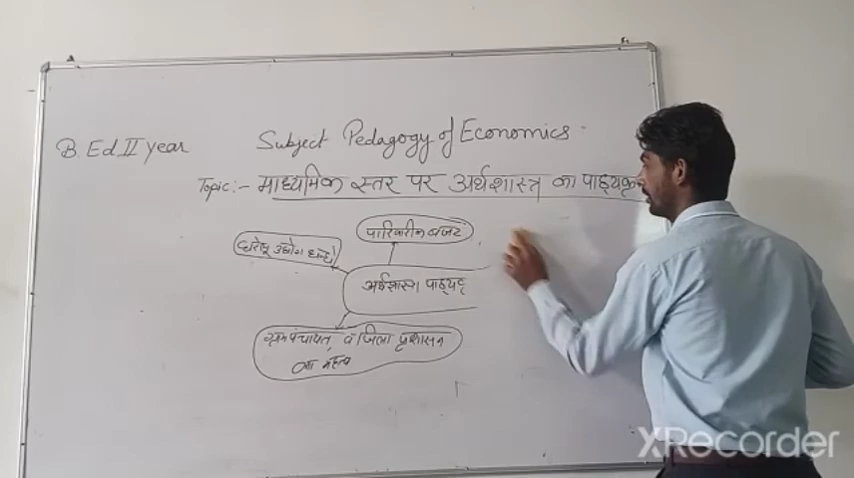 B. Ed II year
Subject Pedagogy of Economics
Topic:- माध्यमिक स्तर पर अर्थशास्त्र का पाठ्यक्र
पारिवारीक बजट
घरेलू उद्योग धन्धे
अर्थशास्त्र पाठ्यक्र
ग्रामपंचायत, व जिला प्रशासन
का महत्व
XRecorder